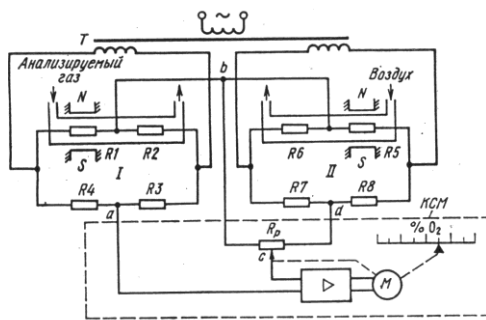 T
Анализируемый
газ
b
Воздух
N
N
R1
R2
R6
R5
S
I
II
S
R4
R3
R7
R8
a
d
КСМ
Rр
% O2
c
M